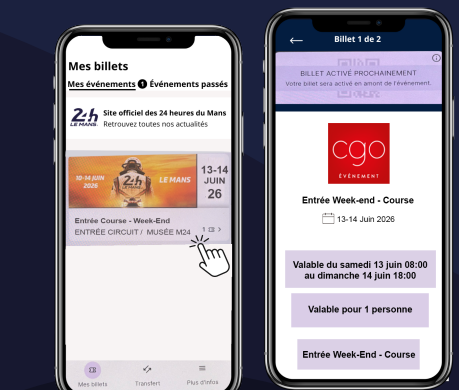 Mes billets
Mes événements 1 Événements passés
24h
LE MANS
Site officiel des 24 heures du Mans
Retrouvez toutes nos actualités
10-14 JUIN
2026
24h
LE MANS
13-14
JUIN
26
Entrée Course - Week-End
ENTRÉE CIRCUIT / MUSÉE M24
1
Mes billets
Transfert
Plus d'infos
Billet 1 de 2
BILLET ACTIVÉ PROCHAINEMENT
Votre billet sera activé en amont de l'événement.
cgo
ÉVÉNEMENT
Entrée Week-end - Course
13-14 Juin 2026
Valable du samedi 13 juin 08:00
au dimanche 14 juin 18:00
Valable pour 1 personne
Entrée Week-End - Course